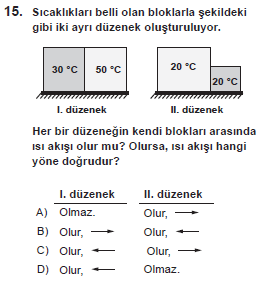 15. Sıcaklıkları belli olan bloklarla şekildeki
gibi iki ayrı düzenek oluşturuluyor.
30 °C 50 °C 20 °C 20 °C
I. düzenek II. düzenek
Her bir düzeneğin kendi blokları arasında
ısı akışı olur mu? Olursa, ısı akışı hangi
yöne doğrudur?
I. düzenek II. düzenek
A) Olmaz. Olur, →
B) Olur, → Olur, ←
C) Olur, ← Olur, →
D) Olur, ← Olmaz.